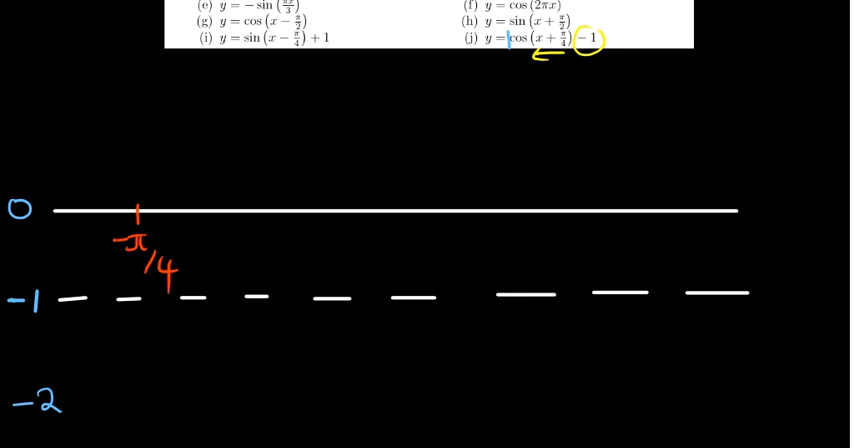 (e) y = − sin (πx/3) (f) y = cos (2πx)
(g) y = cos (x − π/2) (h) y = sin (x + π/2)
(i) y = sin (x − π/4) + 1 (j) y = cos (x + π/4) − 1
0
-π/4
-1
-2